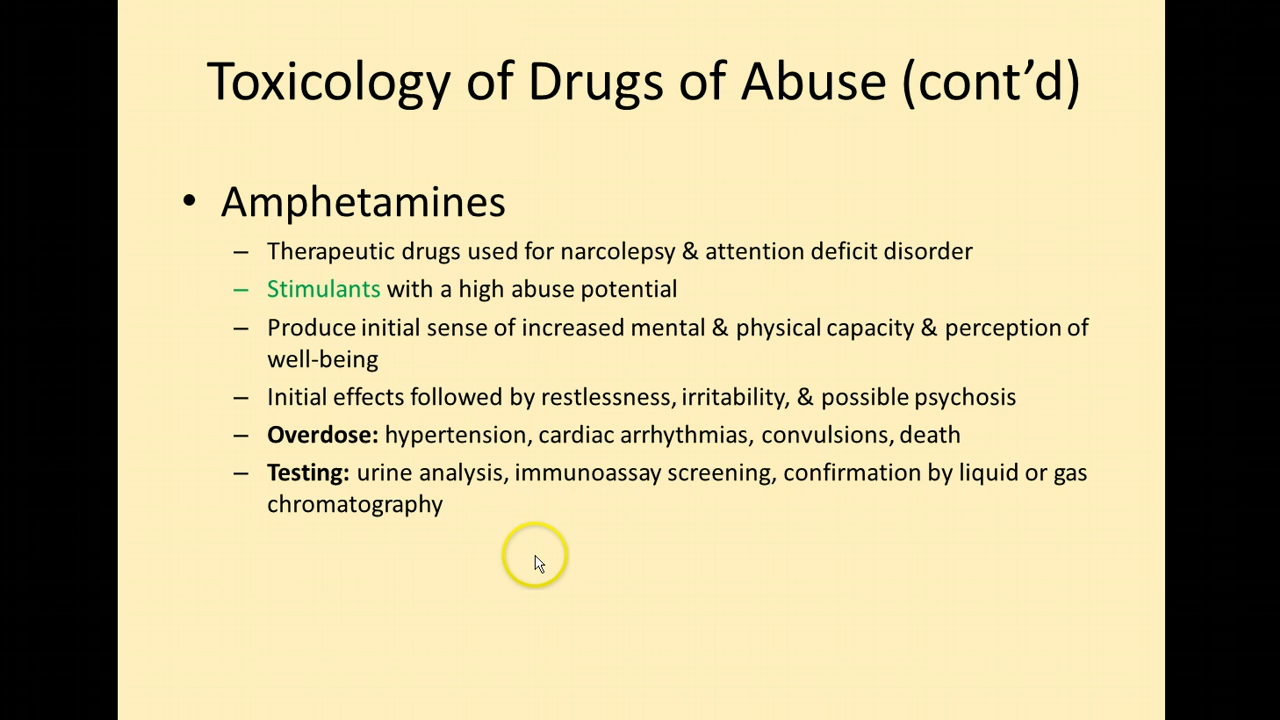 Toxicology of Drugs of Abuse (cont’d)
• Amphetamines
– Therapeutic drugs used for narcolepsy & attention deficit disorder
– Stimulants with a high abuse potential
– Produce initial sense of increased mental & physical capacity & perception of
well-being
– Initial effects followed by restlessness, irritability, & possible psychosis
– Overdose: hypertension, cardiac arrhythmias, convulsions, death
– Testing: urine analysis, immunoassay screening, confirmation by liquid or gas
chromatography